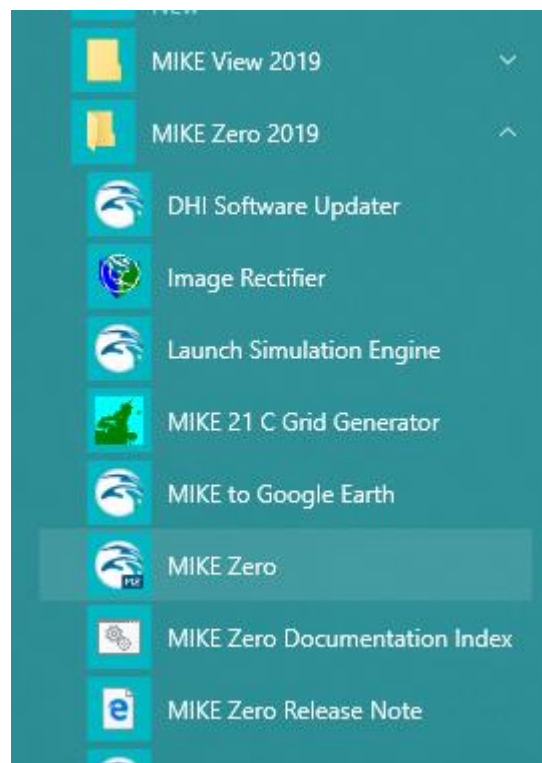 New
MIKE View 2019
MIKE Zero 2019
DHI Software Updater
Image Rectifier
Launch Simulation Engine
MIKE 21 C Grid Generator
MIKE to Google Earth
MIKE Zero
MIKE Zero Documentation Index
MIKE Zero Release Note